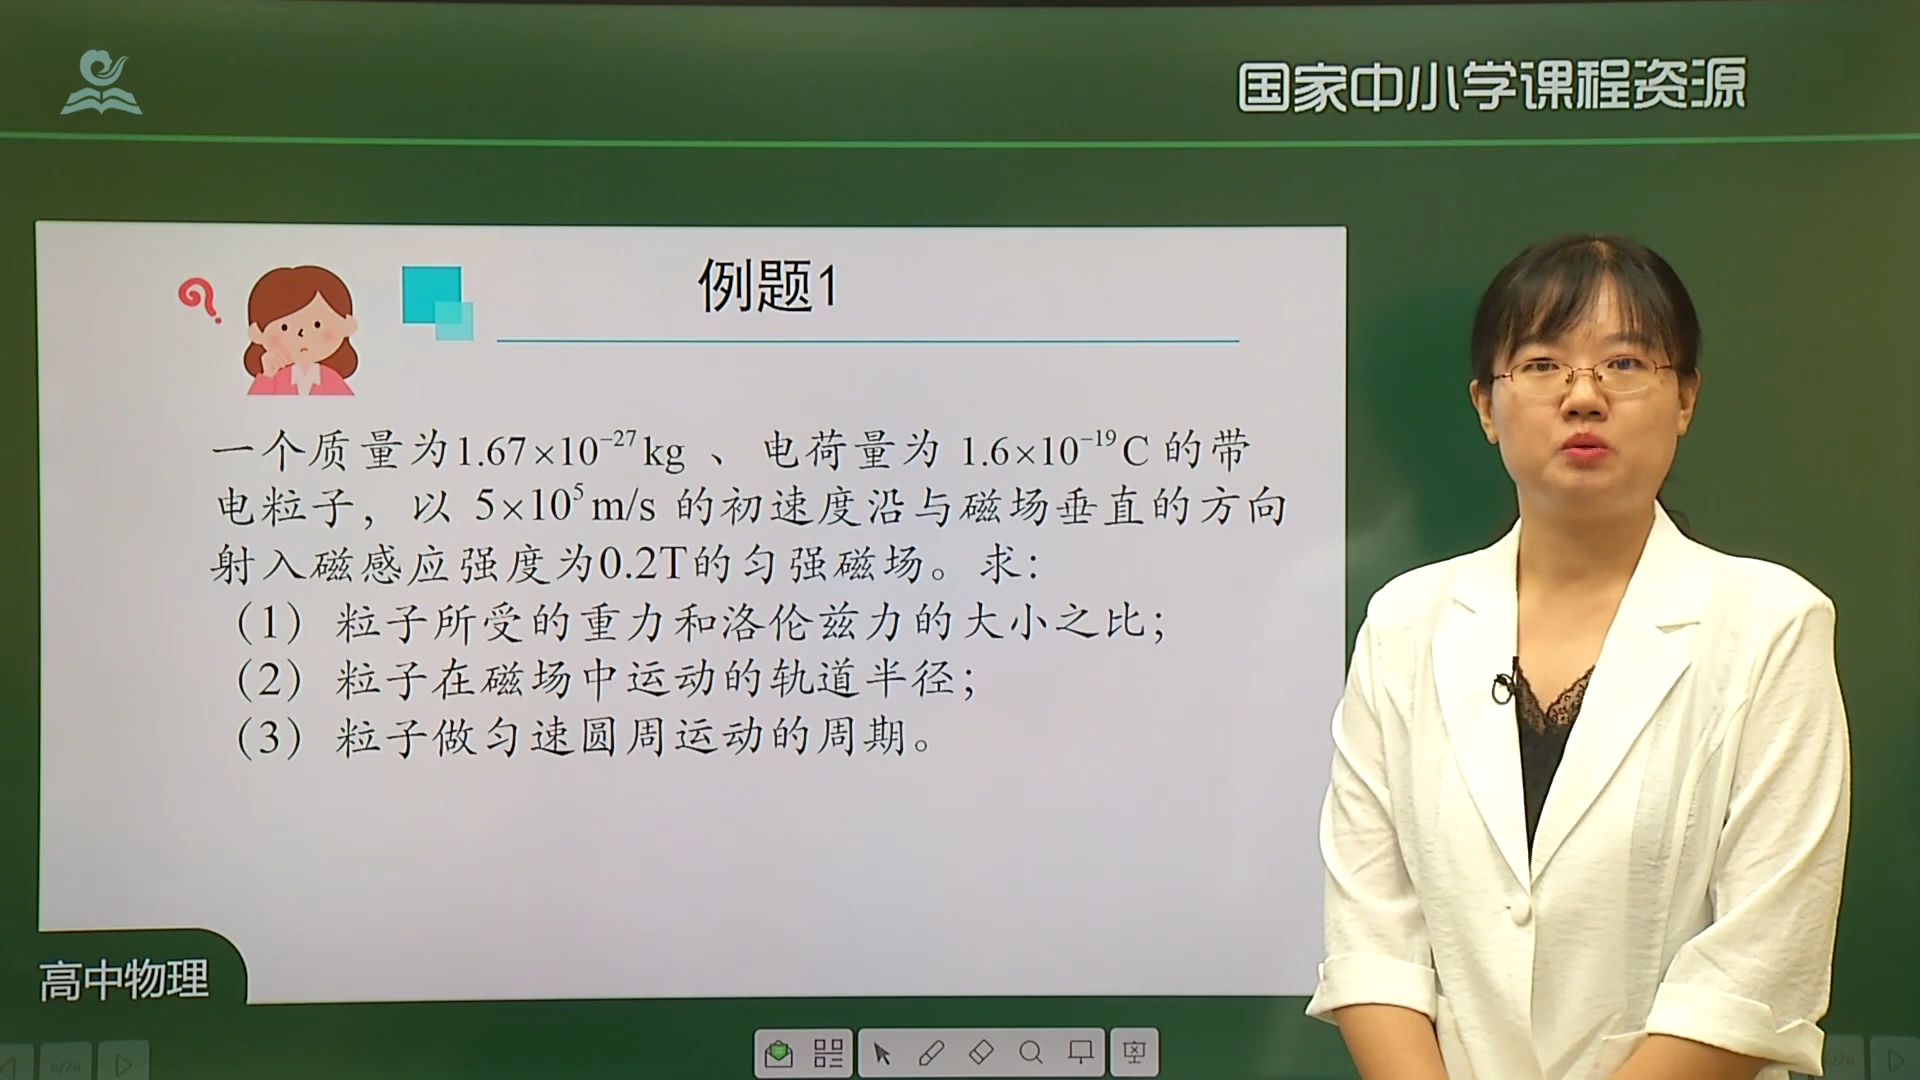 国家中小学课程资源
例题1
一个质量为1.67×10⁻²⁷kg 、电荷量为 1.6×10⁻¹⁹C 的带
电粒子，以 5×10⁵m/s 的初速度沿与磁场垂直的方向
射入磁感应强度为0.2T的匀强磁场。求：
（1）粒子所受的重力和洛伦兹力的大小之比；
（2）粒子在磁场中运动的轨道半径；
（3）粒子做匀速圆周运动的周期。
高中物理
6/26